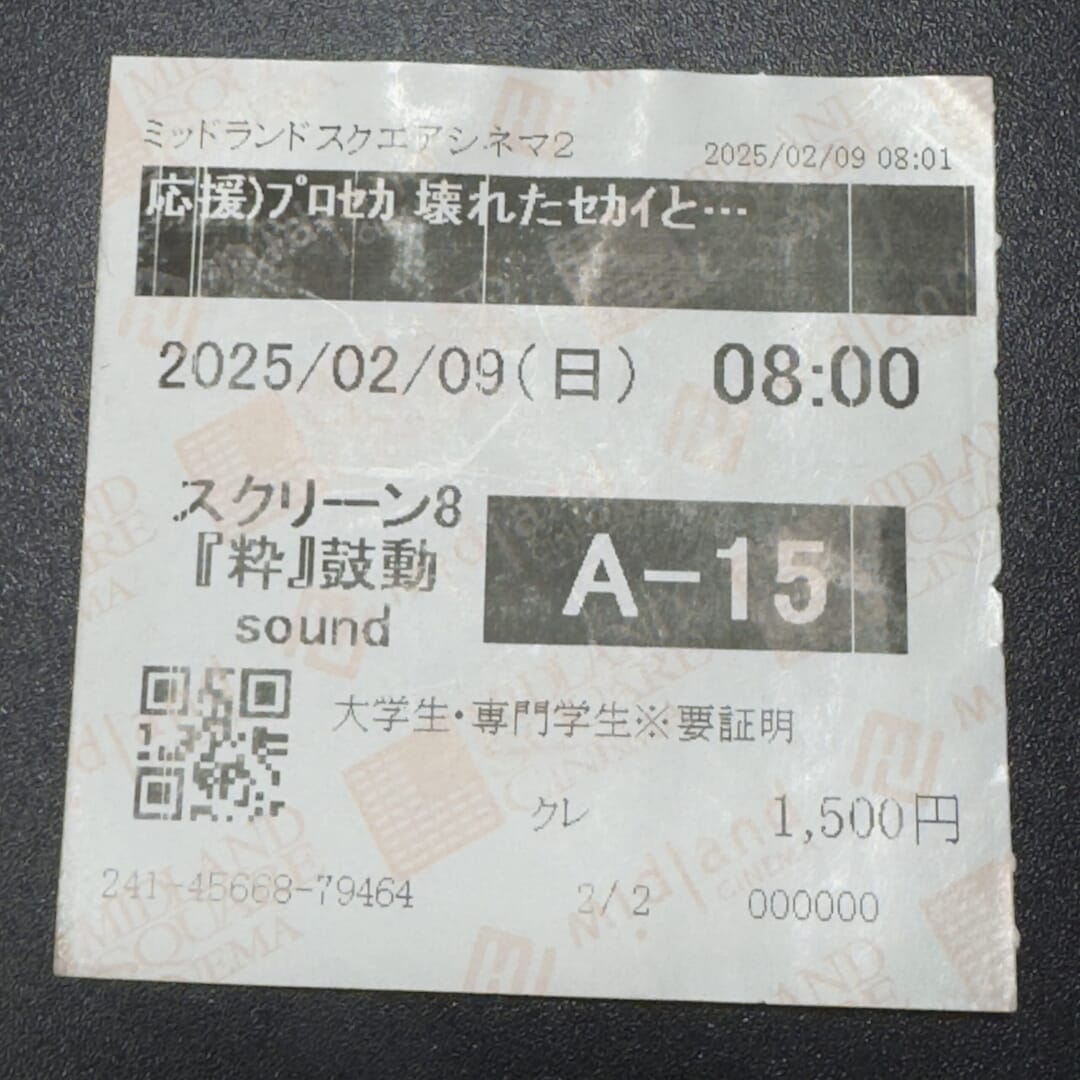 ミッドランドスクエアシネマ2
2025/02/09 08:01
応援)プロセカ 壊れたセカイと…
2025/02/09(日) 08:00
スクリーン8
『粋』鼓動
sound
A-15
大学生・専門学生※要証明
クレ 1,500円
241-45668-79464 2/2 000000